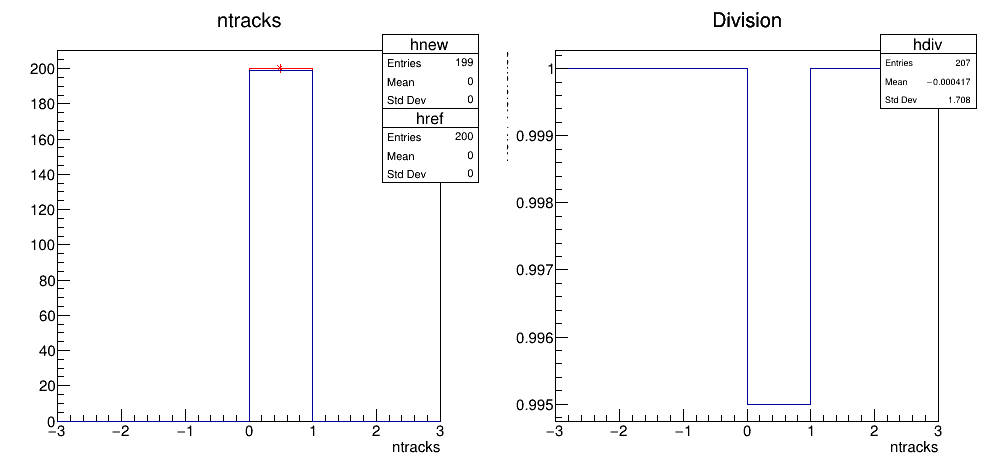 ntracks
hnew
Entries 199
Mean 0
Std Dev 0
href
Entries 200
Mean 0
Std Dev 0
200
180
160
140
120
100
80
60
40
20
0
−3 −2 −1 0 1 2 3
ntracks
Division
hdiv
Entries 207
Mean −0.000417
Std Dev 1.708
1
0.999
0.998
0.997
0.996
0.995
−3 −2 −1 0 1 2 3
ntracks